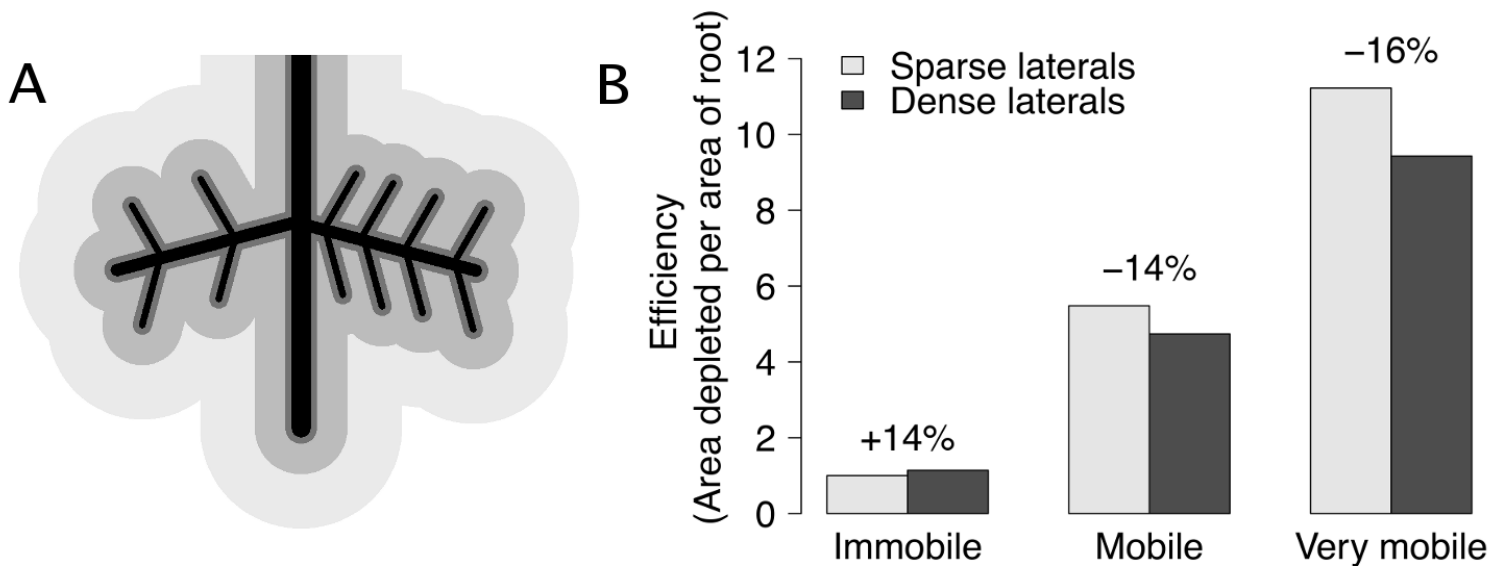 A
B
Efficiency
(Area depleted per area of root)
12
10
8
6
4
2
0
Sparse laterals
Dense laterals
+14%
−14%
−16%
Immobile
Mobile
Very mobile